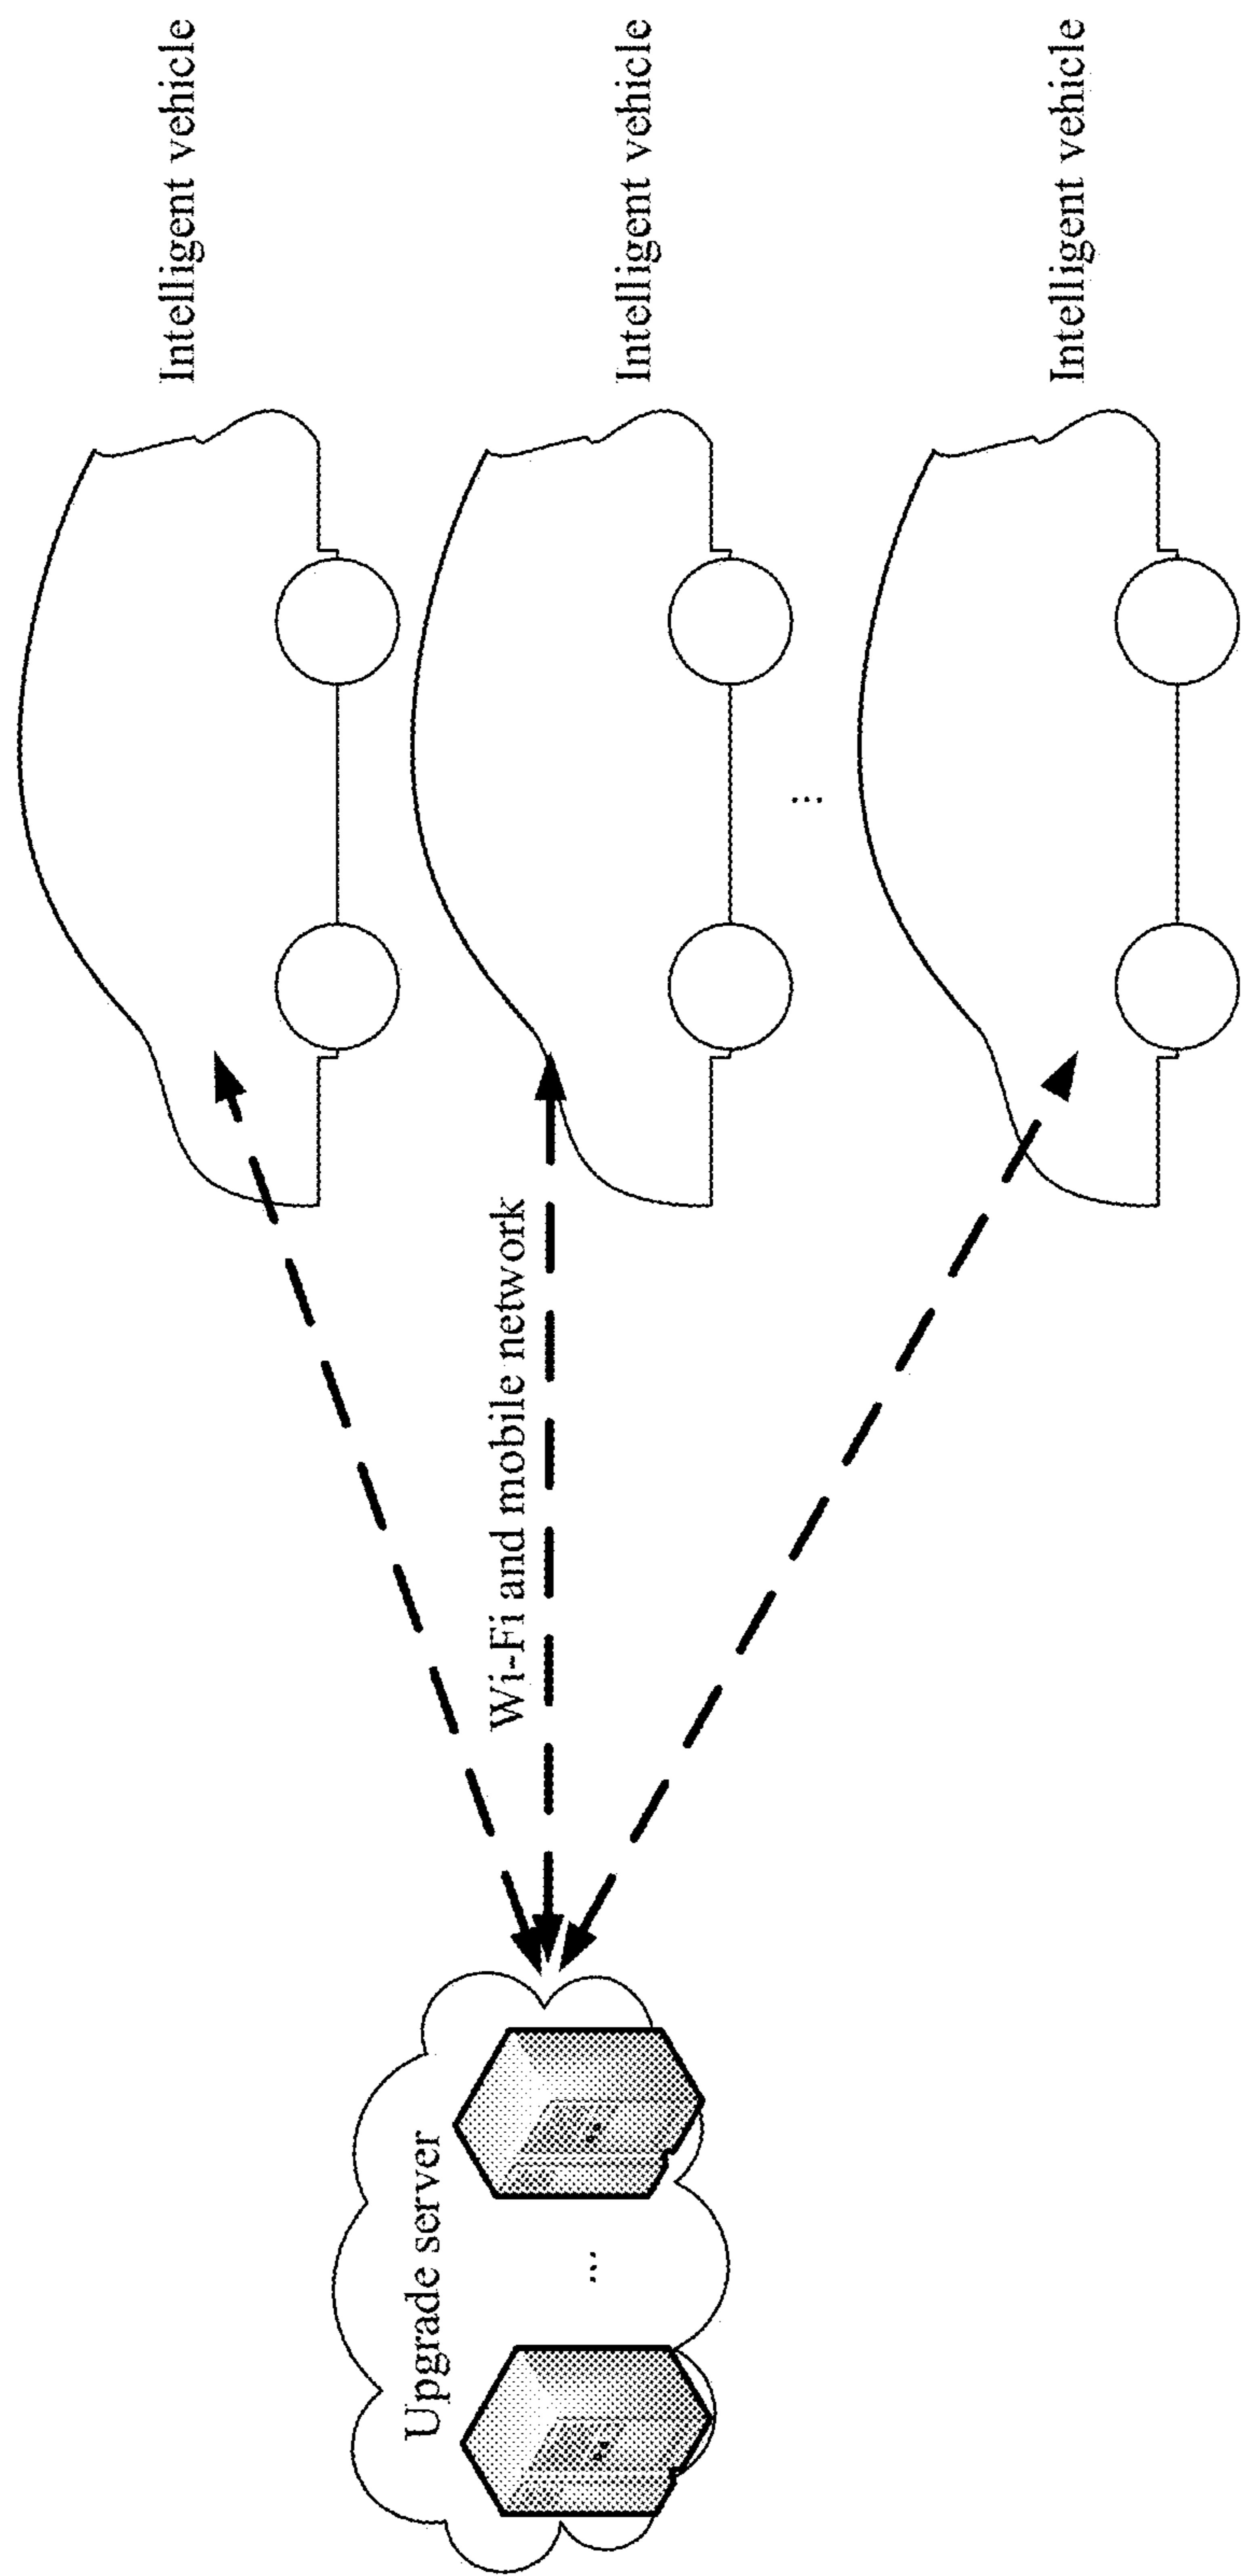 Upgrade server
...
Wi-Fi and mobile network
Intelligent vehicle
Intelligent vehicle
...
Intelligent vehicle